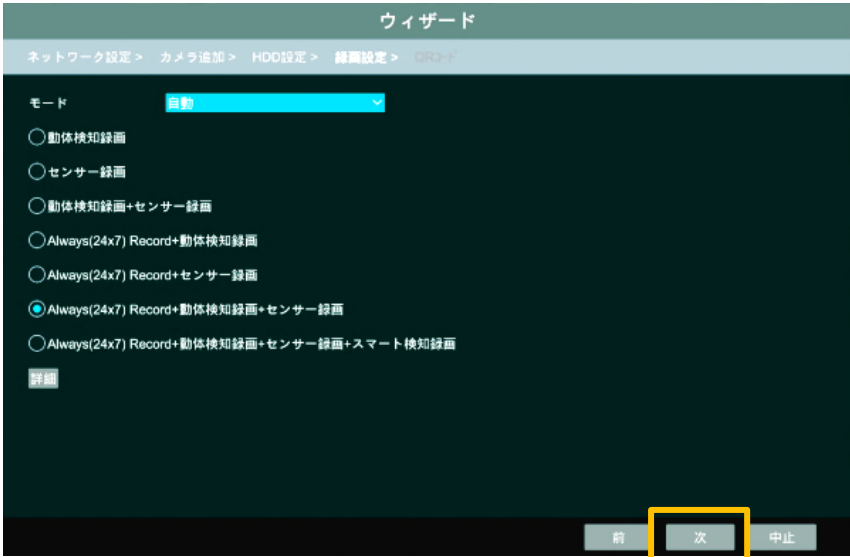 ウィザード
ネットワーク設定 > カメラ追加 > HDD設定 > 録画設定 > QRコード
モード 自動
動体検知録画
センサー録画
動体検知録画+センサー録画
Always(24x7) Record+動体検知録画
Always(24x7) Record+センサー録画
Always(24x7) Record+動体検知録画+センサー録画
Always(24x7) Record+動体検知録画+センサー録画+スマート検知録画
詳細
前 次 中止